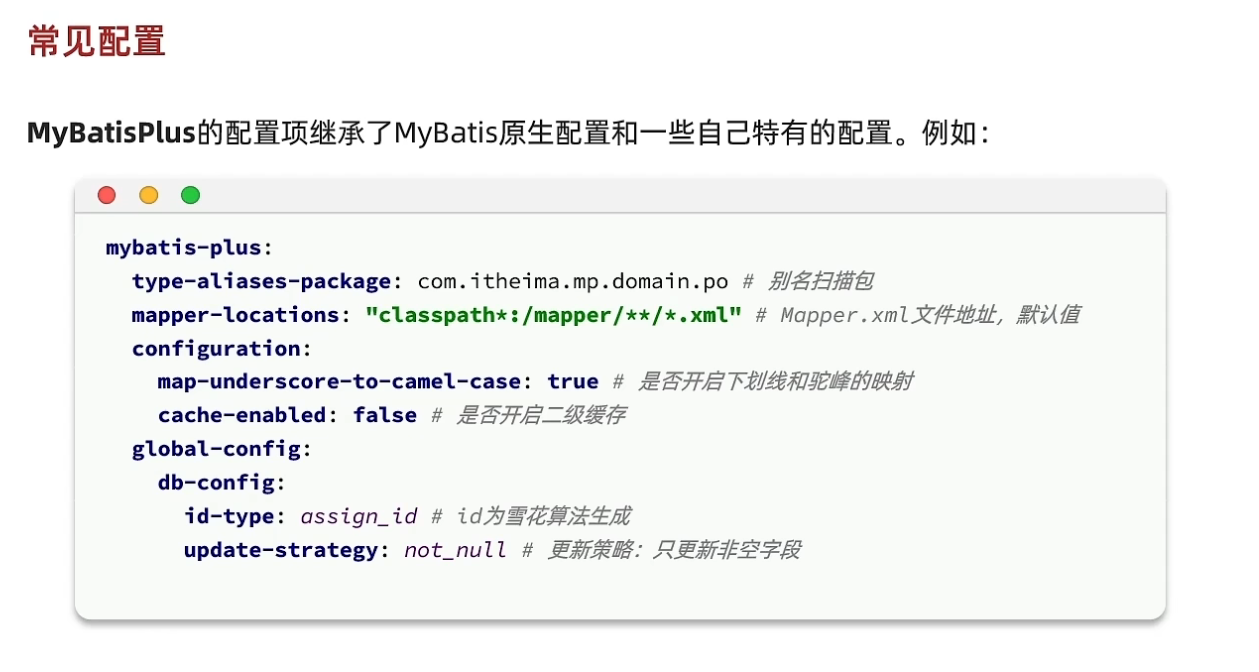 常见配置
MyBatisPlus的配置项继承了MyBatis原生配置和一些自己特有的配置。例如：
mybatis-plus:
  type-aliases-package: com.itheima.mp.domain.po # 别名扫描包
  mapper-locations: "classpath*:/mapper/**/*.xml" # Mapper.xml文件地址，默认值
  configuration:
    map-underscore-to-camel-case: true # 是否开启下划线和驼峰的映射
    cache-enabled: false # 是否开启二级缓存
  global-config:
    db-config:
      id-type: assign_id # id为雪花算法生成
      update-strategy: not_null # 更新策略：只更新非空字段